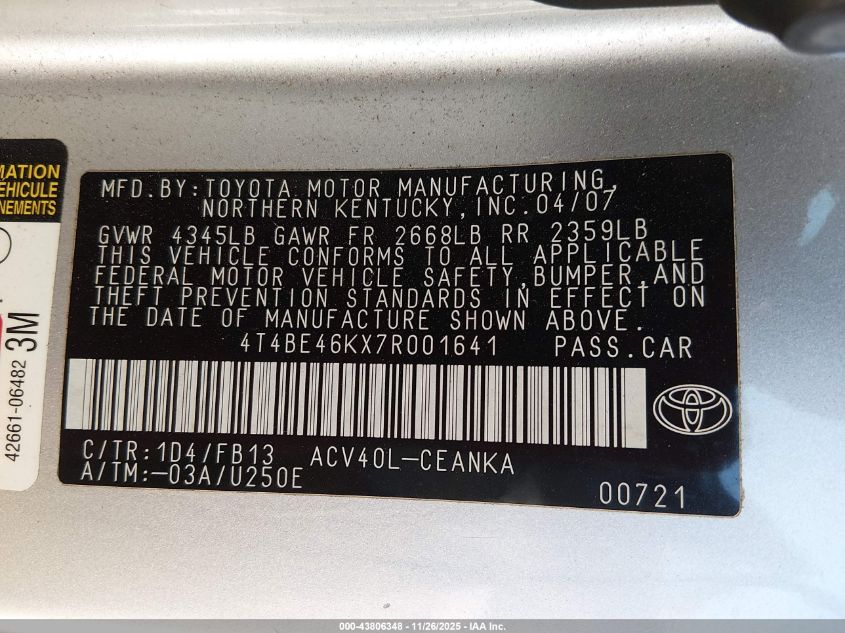 MATION
EHICULE
NEMENTS
42661-06482 3M
MFD.BY:TOYOTA MOTOR MANUFACTURING,
NORTHERN KENTUCKY,INC.04/07
GVWR 4345LB GAWR FR 2668LB RR 2359LB
THIS VEHICLE CONFORMS TO ALL APPLICABLE
FEDERAL MOTOR VEHICLE SAFETY,BUMPER,AND
THEFT PREVENTION STANDARDS IN EFFECT ON
THE DATE OF MANUFACTURE SHOWN ABOVE.
4T4BE46KX7R001641 PASS.CAR
C/TR:1D4/FB13 ACV40L-CEANKA
A/TM:-03A/U250E
00721
000-43806348 - 11/26/2025 - IAA Inc.